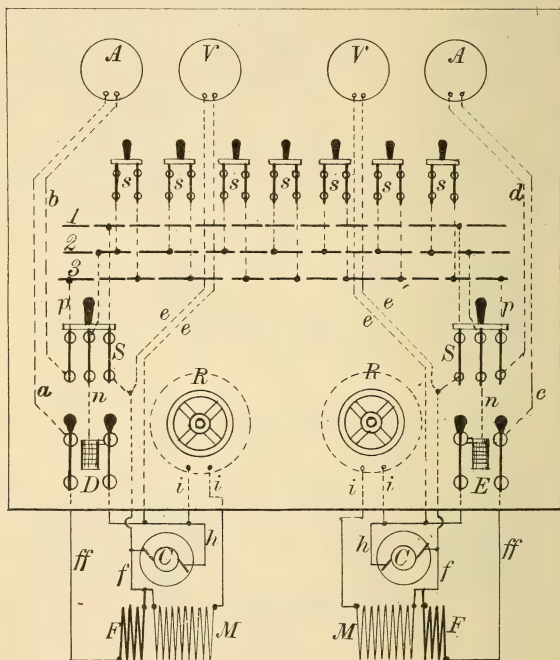 A V V A
s s s s s s s
b d
1
2
3
p e e p
S e e S
n R R n
a c
D i i i i E
ff f h C h C f ff
F M M F